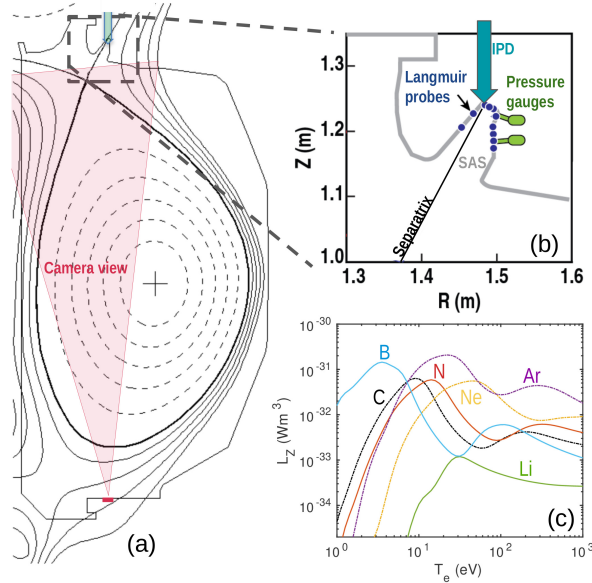 Camera view
(a)
1.3
1.2
1.1
1.0
Z (m)
1.3
1.4
1.5
1.6
R (m)
IPD
Langmuir
probes
Pressure
gauges
SAS
Separatrix
(b)
10^-30
10^-31
10^-32
10^-33
10^-34
L_Z (Wm^3)
B
N
Ar
C
Ne
Li
(c)
10^0
10^1
10^2
10^3
T_e (eV)